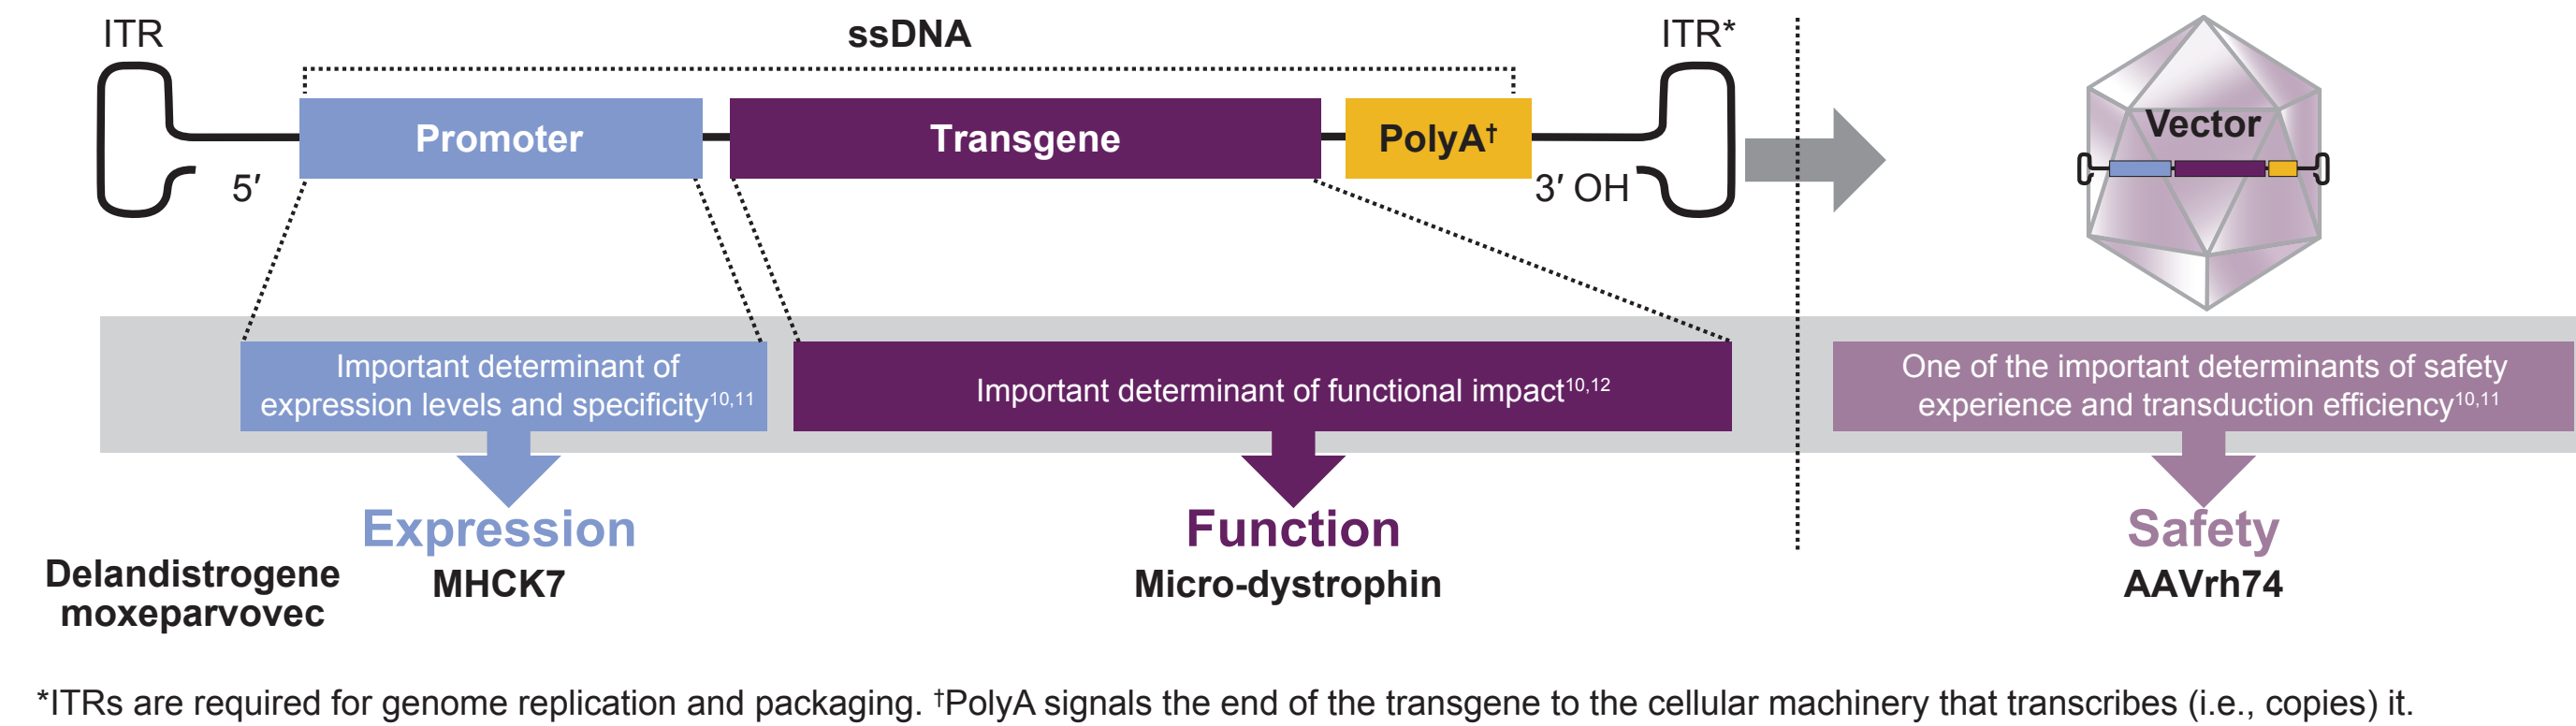 ITR
ssDNA
ITR*
Promoter
Transgene
PolyA†
Vector
5′
3′ OH
Important determinant of
expression levels and specificity10,11
Important determinant of functional impact10,12
One of the important determinants of safety
experience and transduction efficiency10,11
Expression
Function
Safety
Delandistrogene
moxeparvovec
MHCK7
Micro-dystrophin
AAVrh74
*ITRs are required for genome replication and packaging. †PolyA signals the end of the transgene to the cellular machinery that transcribes (i.e., copies) it.